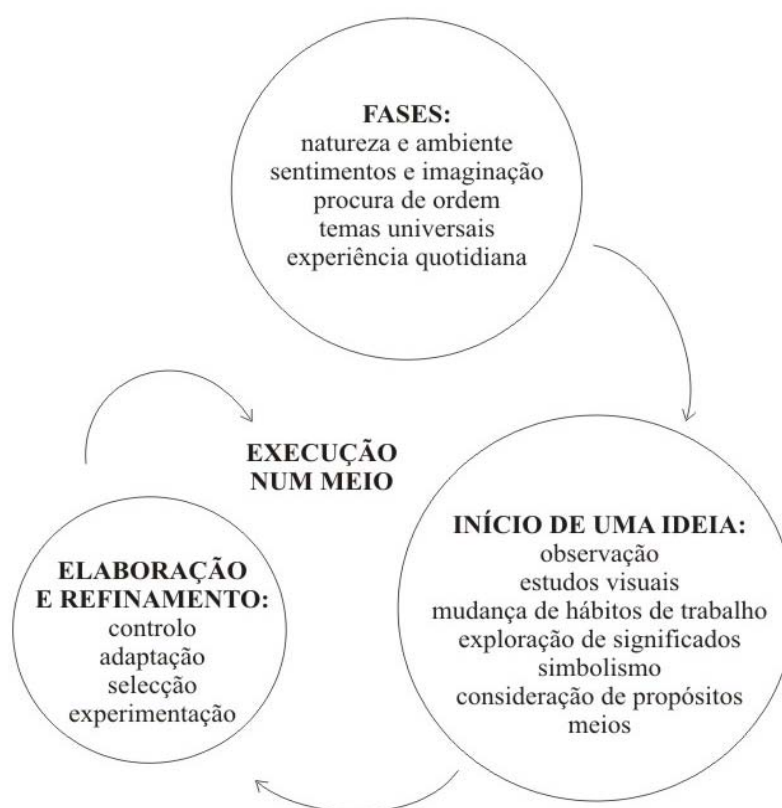 FASES:
natureza e ambiente
sentimentos e imaginação
procura de ordem
temas universais
experiência quotidiana
INÍCIO DE UMA IDEIA:
observação
estudos visuais
mudança de hábitos de trabalho
exploração de significados
simbolismo
consideração de propósitos
meios
ELABORAÇÃO
E REFINAMENTO:
controlo
adaptação
selecção
experimentação
EXECUÇÃO
NUM MEIO